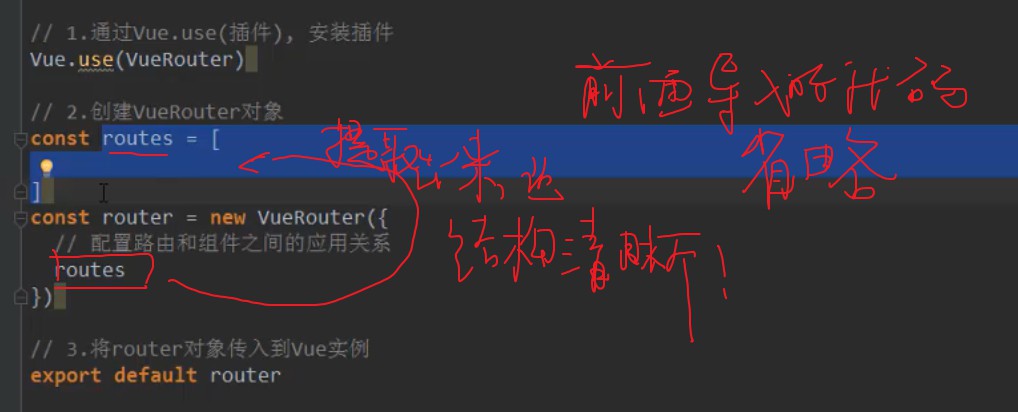 // 1.通过Vue.use(插件), 安装插件
Vue.use(VueRouter)
前面导入的代码
省略
// 2.创建VueRouter对象
const routes = [
]
提取出来,
结构清晰!
const router = new VueRouter({
// 配置路由和组件之间的应用关系
routes
})
// 3.将router对象传入到Vue实例
export default router